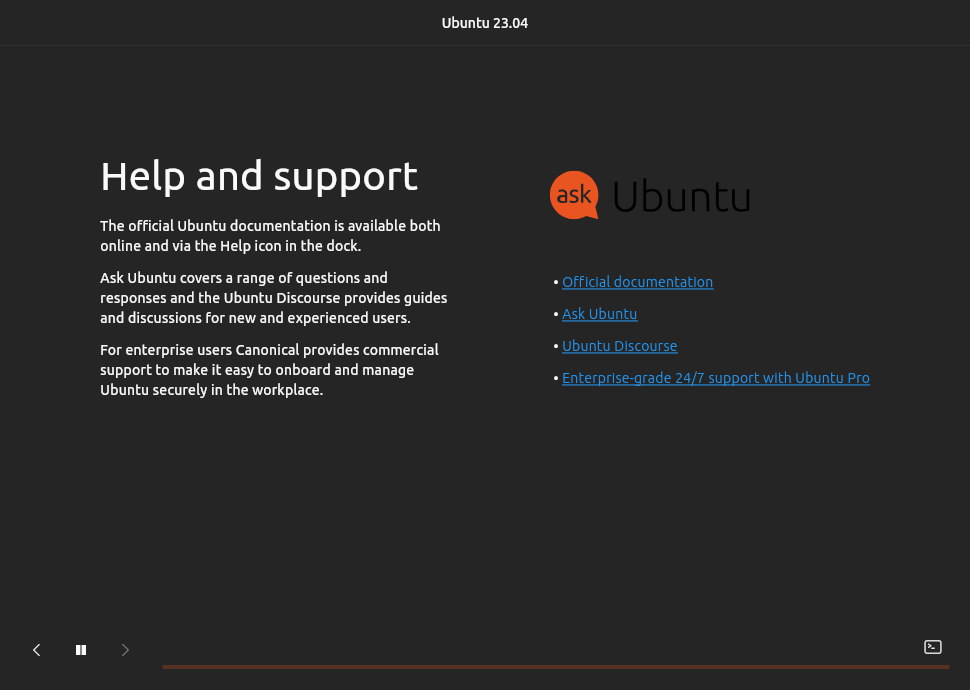 Ubuntu 23.04
Help and support
The official Ubuntu documentation is available both
online and via the Help icon in the dock.
Ask Ubuntu covers a range of questions and
responses and the Ubuntu Discourse provides guides
and discussions for new and experienced users.
For enterprise users Canonical provides commercial
support to make it easy to onboard and manage
Ubuntu securely in the workplace.
ask Ubuntu
• Official documentation
• Ask Ubuntu
• Ubuntu Discourse
• Enterprise-grade 24/7 support with Ubuntu Pro